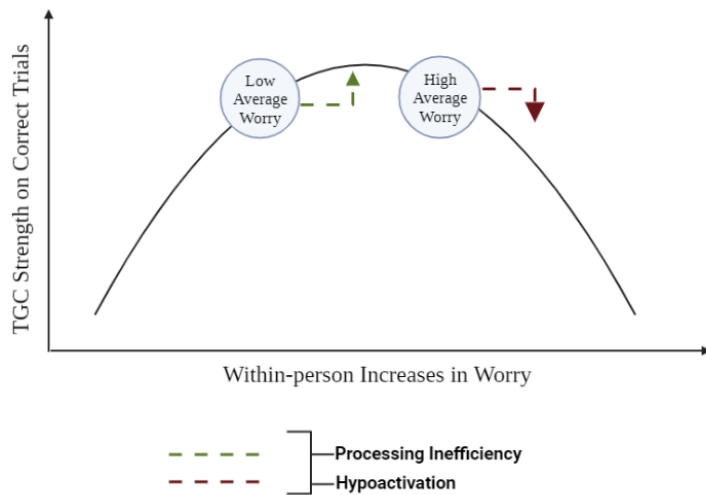 TGC Strength on Correct Trials
Low
Average
Worry
High
Average
Worry
Within-person Increases in Worry
Processing Inefficiency
Hypoactivation